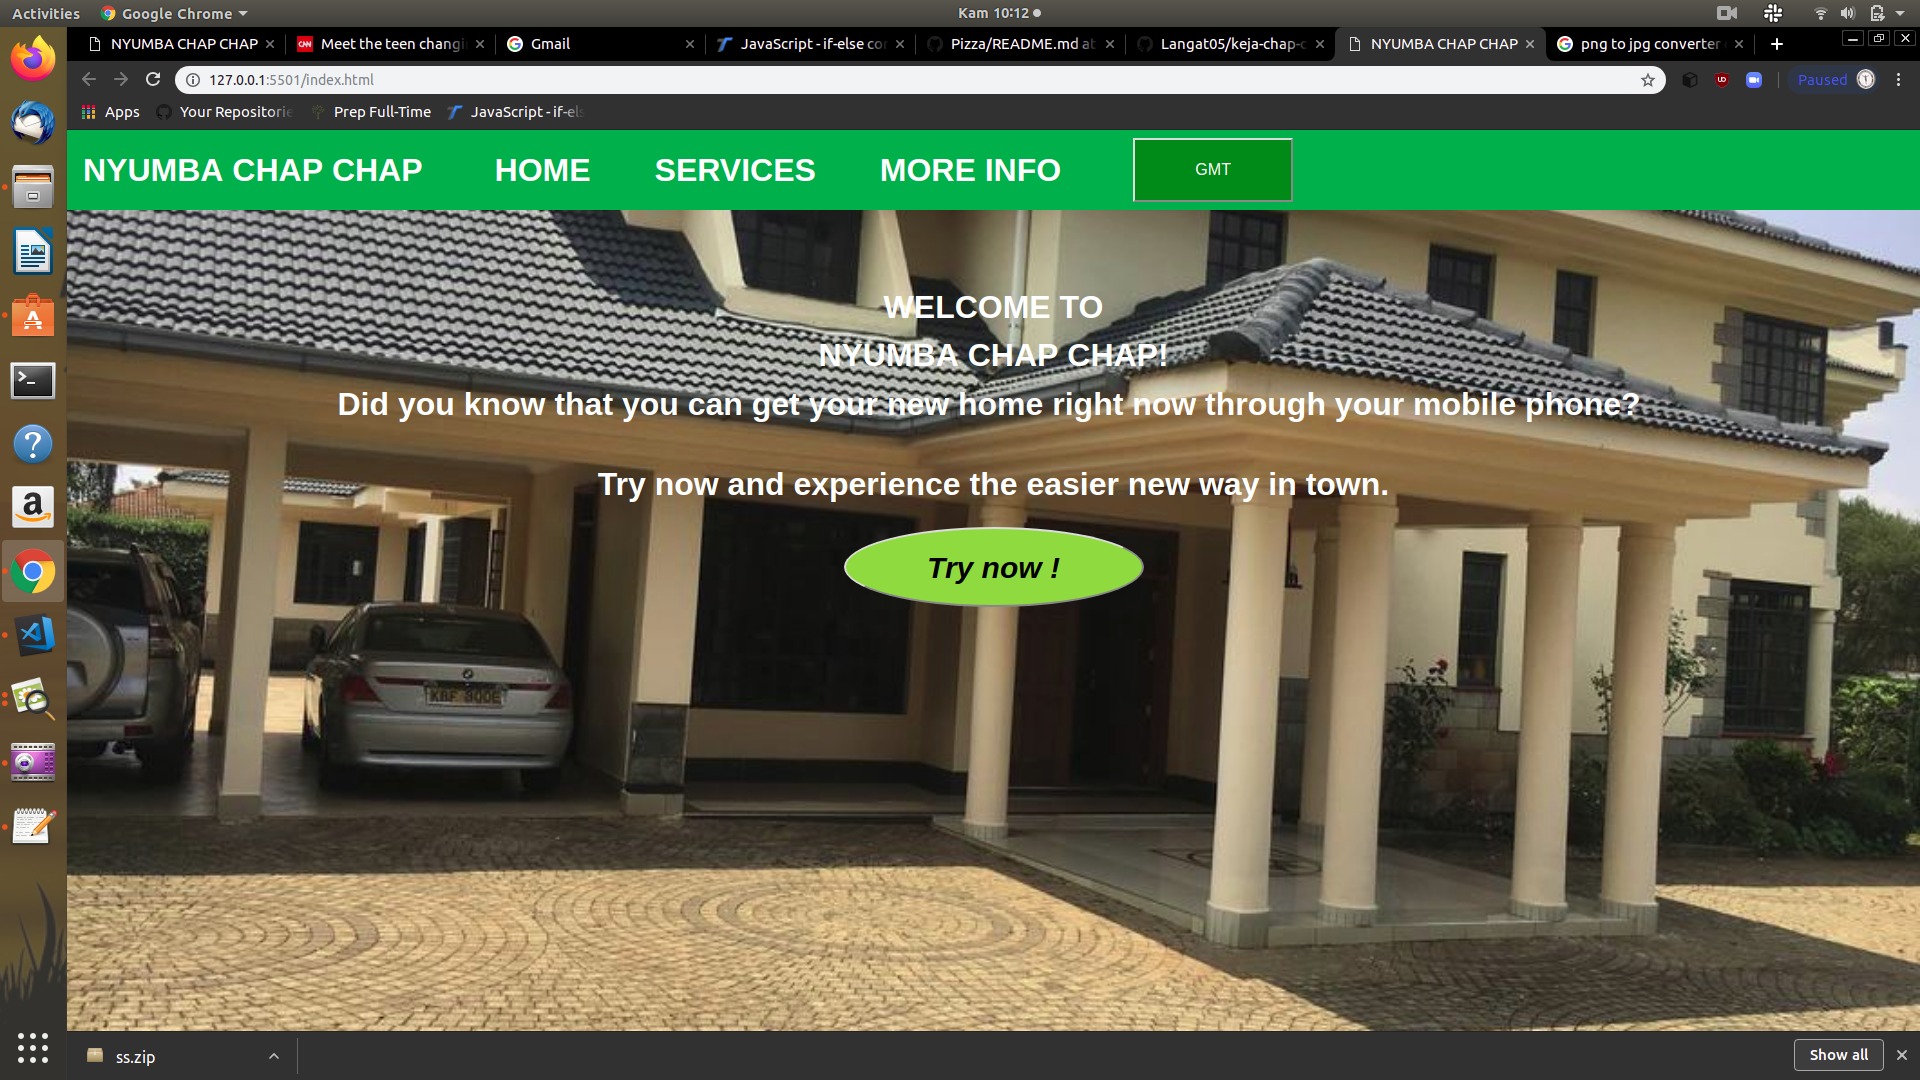 Activities
Google Chrome
Kam 10:12
NYUMBA CHAP CHAP
Meet the teen changi
Gmail
JavaScript - if-else co
Pizza/README.md at
Langat05/keja-chap-c
NYUMBA CHAP CHAP
png to jpg converter
127.0.0.1:5501/index.html
Paused
Apps
Your Repositorie
Prep Full-Time
JavaScript - if-els
NYUMBA CHAP CHAP
HOME
SERVICES
MORE INFO
GMT
WELCOME TO
NYUMBA CHAP CHAP!
Did you know that you can get your new home right now through your mobile phone?
Try now and experience the easier new way in town.
Try now !
ss.zip
Show all